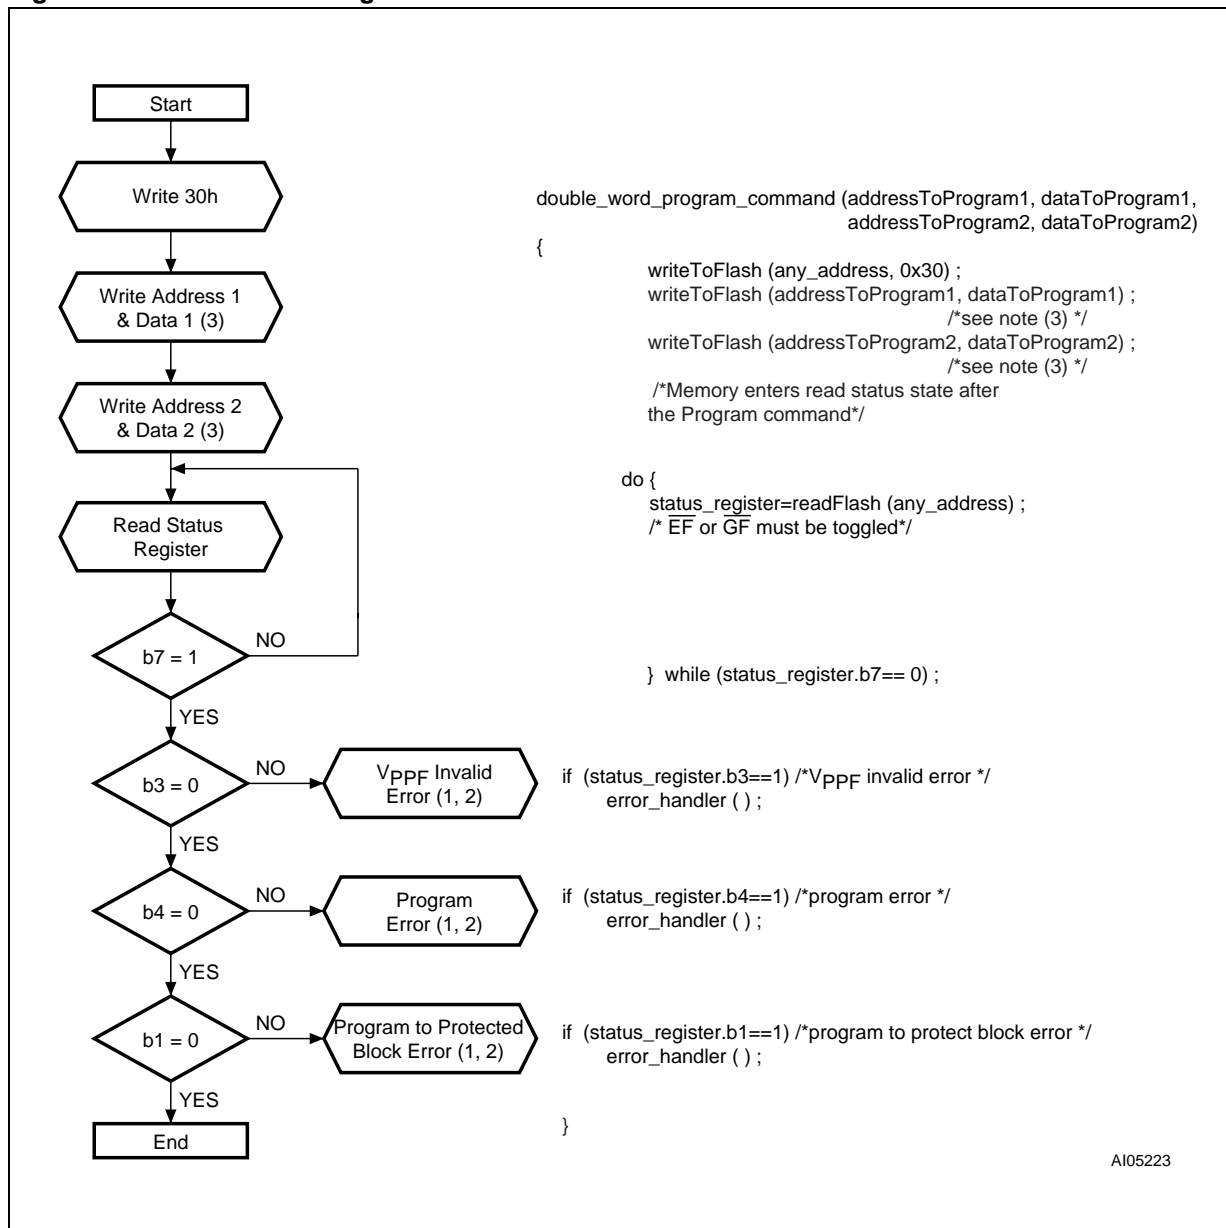 Start
Write 30h
Write Address 1
& Data 1 (3)
Write Address 2
& Data 2 (3)
Read Status
Register
b7 = 1
NO
YES
b3 = 0
NO
VPPF Invalid
Error (1, 2)
YES
b4 = 0
NO
Program
Error (1, 2)
YES
b1 = 0
NO
Program to Protected
Block Error (1, 2)
YES
End
double_word_program_command (addressToProgram1, dataToProgram1,
addressToProgram2, dataToProgram2)
{
writeToFlash (any_address, 0x30) ;
writeToFlash (addressToProgram1, dataToProgram1) ;
/*see note (3) */
writeToFlash (addressToProgram2, dataToProgram2) ;
/*see note (3) */
/*Memory enters read status state after
the Program command*/
do {
status_register=readFlash (any_address) ;
/* EF or GF must be toggled*/
} while (status_register.b7== 0) ;
if (status_register.b3==1) /*VPPF invalid error */
error_handler ( ) ;
if (status_register.b4==1) /*program error */
error_handler ( ) ;
if (status_register.b1==1) /*program to protect block error */
error_handler ( ) ;
}
AI05223